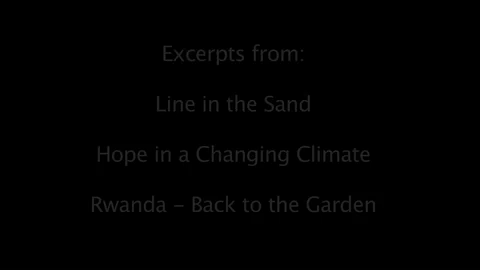 Excerpts from:
Line in the Sand
Hope in a Changing Climate
Rwanda – Back to the Garden